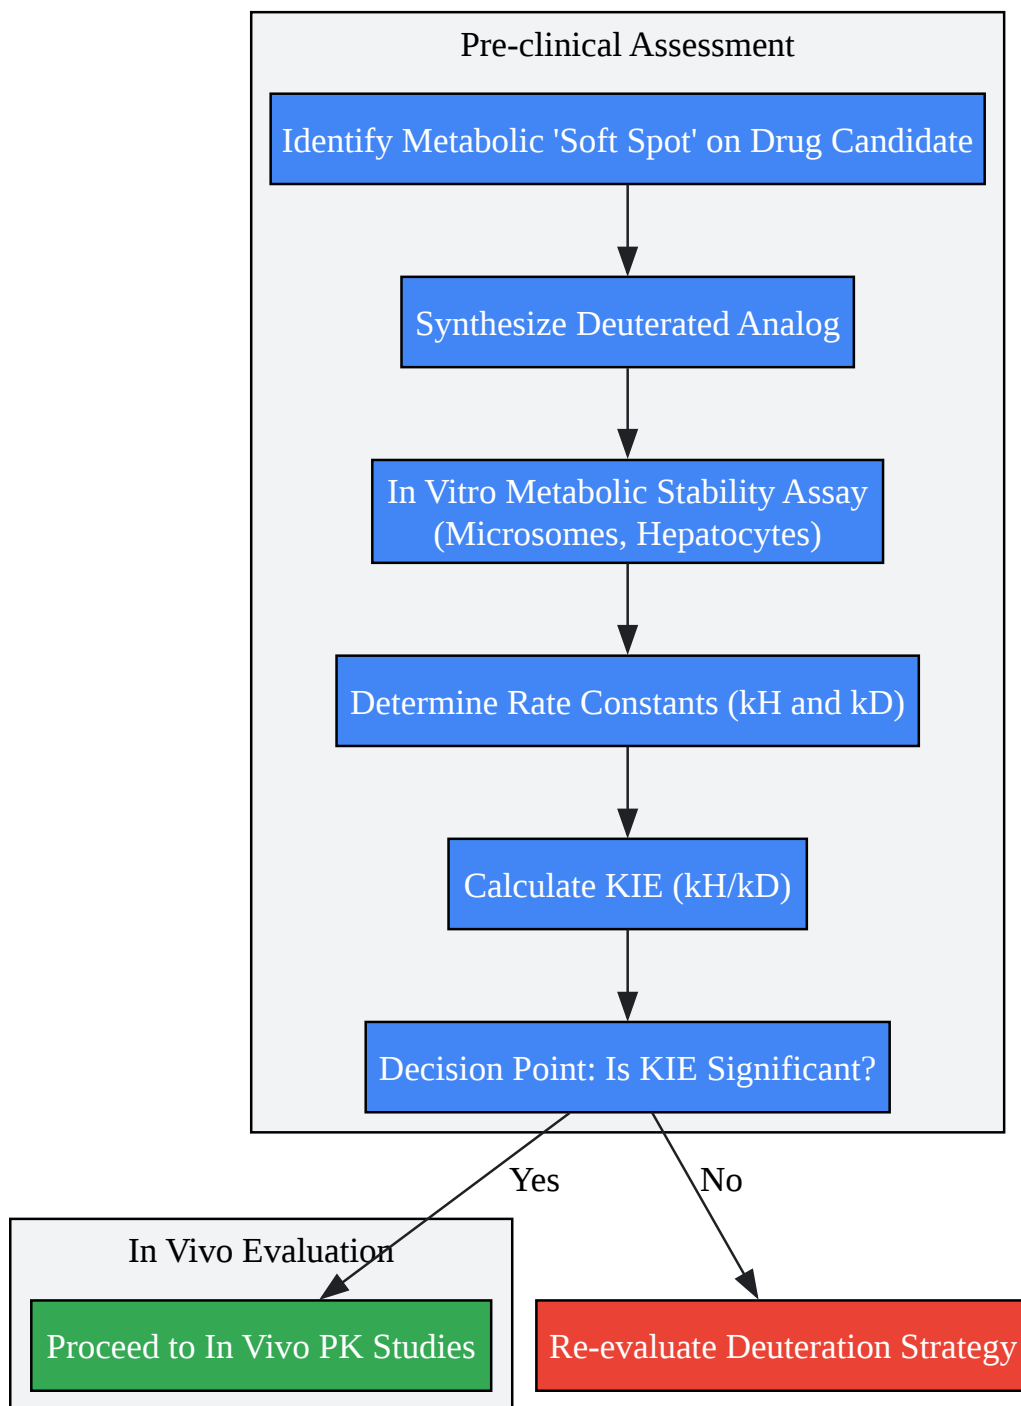 Pre-clinical Assessment
Identify Metabolic 'Soft Spot' on Drug Candidate
Synthesize Deuterated Analog
In Vitro Metabolic Stability Assay
(Microsomes, Hepatocytes)
Determine Rate Constants (kH and kD)
Calculate KIE (kH/kD)
Decision Point: Is KIE Significant?
Yes
No
In Vivo Evaluation
Proceed to In Vivo PK Studies
Re-evaluate Deuteration Strategy